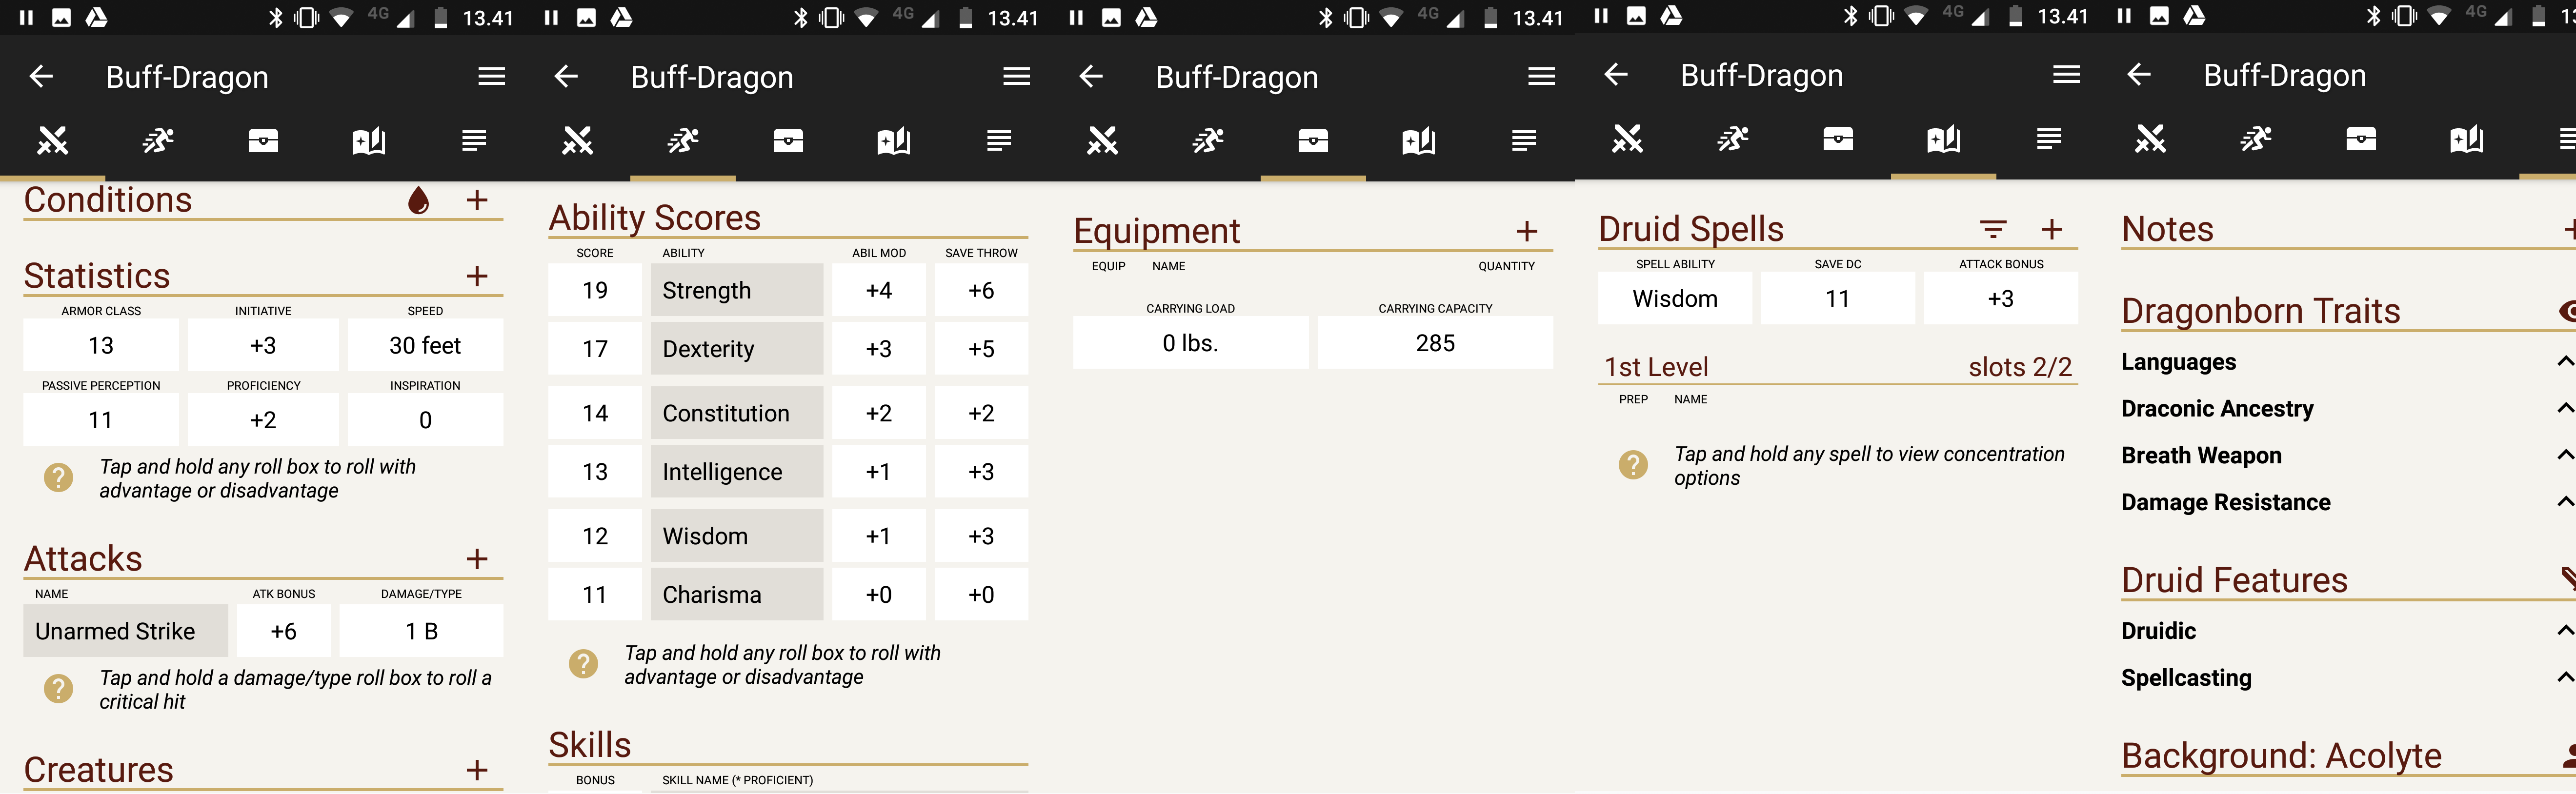 4G 13.41
Buff-Dragon
Conditions
Statistics
ARMOR CLASS INITIATIVE SPEED
13 +3 30 feet
PASSIVE PERCEPTION PROFICIENCY INSPIRATION
11 +2 0
Tap and hold any roll box to roll with
advantage or disadvantage
Attacks
NAME ATK BONUS DAMAGE/TYPE
Unarmed Strike +6 1 B
Tap and hold a damage/type roll box to roll a
critical hit
Creatures
4G 13.41
Buff-Dragon
Ability Scores
SCORE ABILITY ABIL MOD SAVE THROW
19 Strength +4 +6
17 Dexterity +3 +5
14 Constitution +2 +2
13 Intelligence +1 +3
12 Wisdom +1 +3
11 Charisma +0 +0
Tap and hold any roll box to roll with
advantage or disadvantage
Skills
BONUS SKILL NAME (* PROFICIENT)
4G 13.41
Buff-Dragon
Equipment
EQUIP NAME QUANTITY
CARRYING LOAD CARRYING CAPACITY
0 lbs. 285
4G 13.41
Buff-Dragon
Druid Spells
SPELL ABILITY SAVE DC ATTACK BONUS
Wisdom 11 +3
1st Level slots 2/2
PREP NAME
Tap and hold any spell to view concentration
options
4G
Buff-Dragon
Notes
Dragonborn Traits
Languages
Draconic Ancestry
Breath Weapon
Damage Resistance
Druid Features
Druidic
Spellcasting
Background: Acolyte